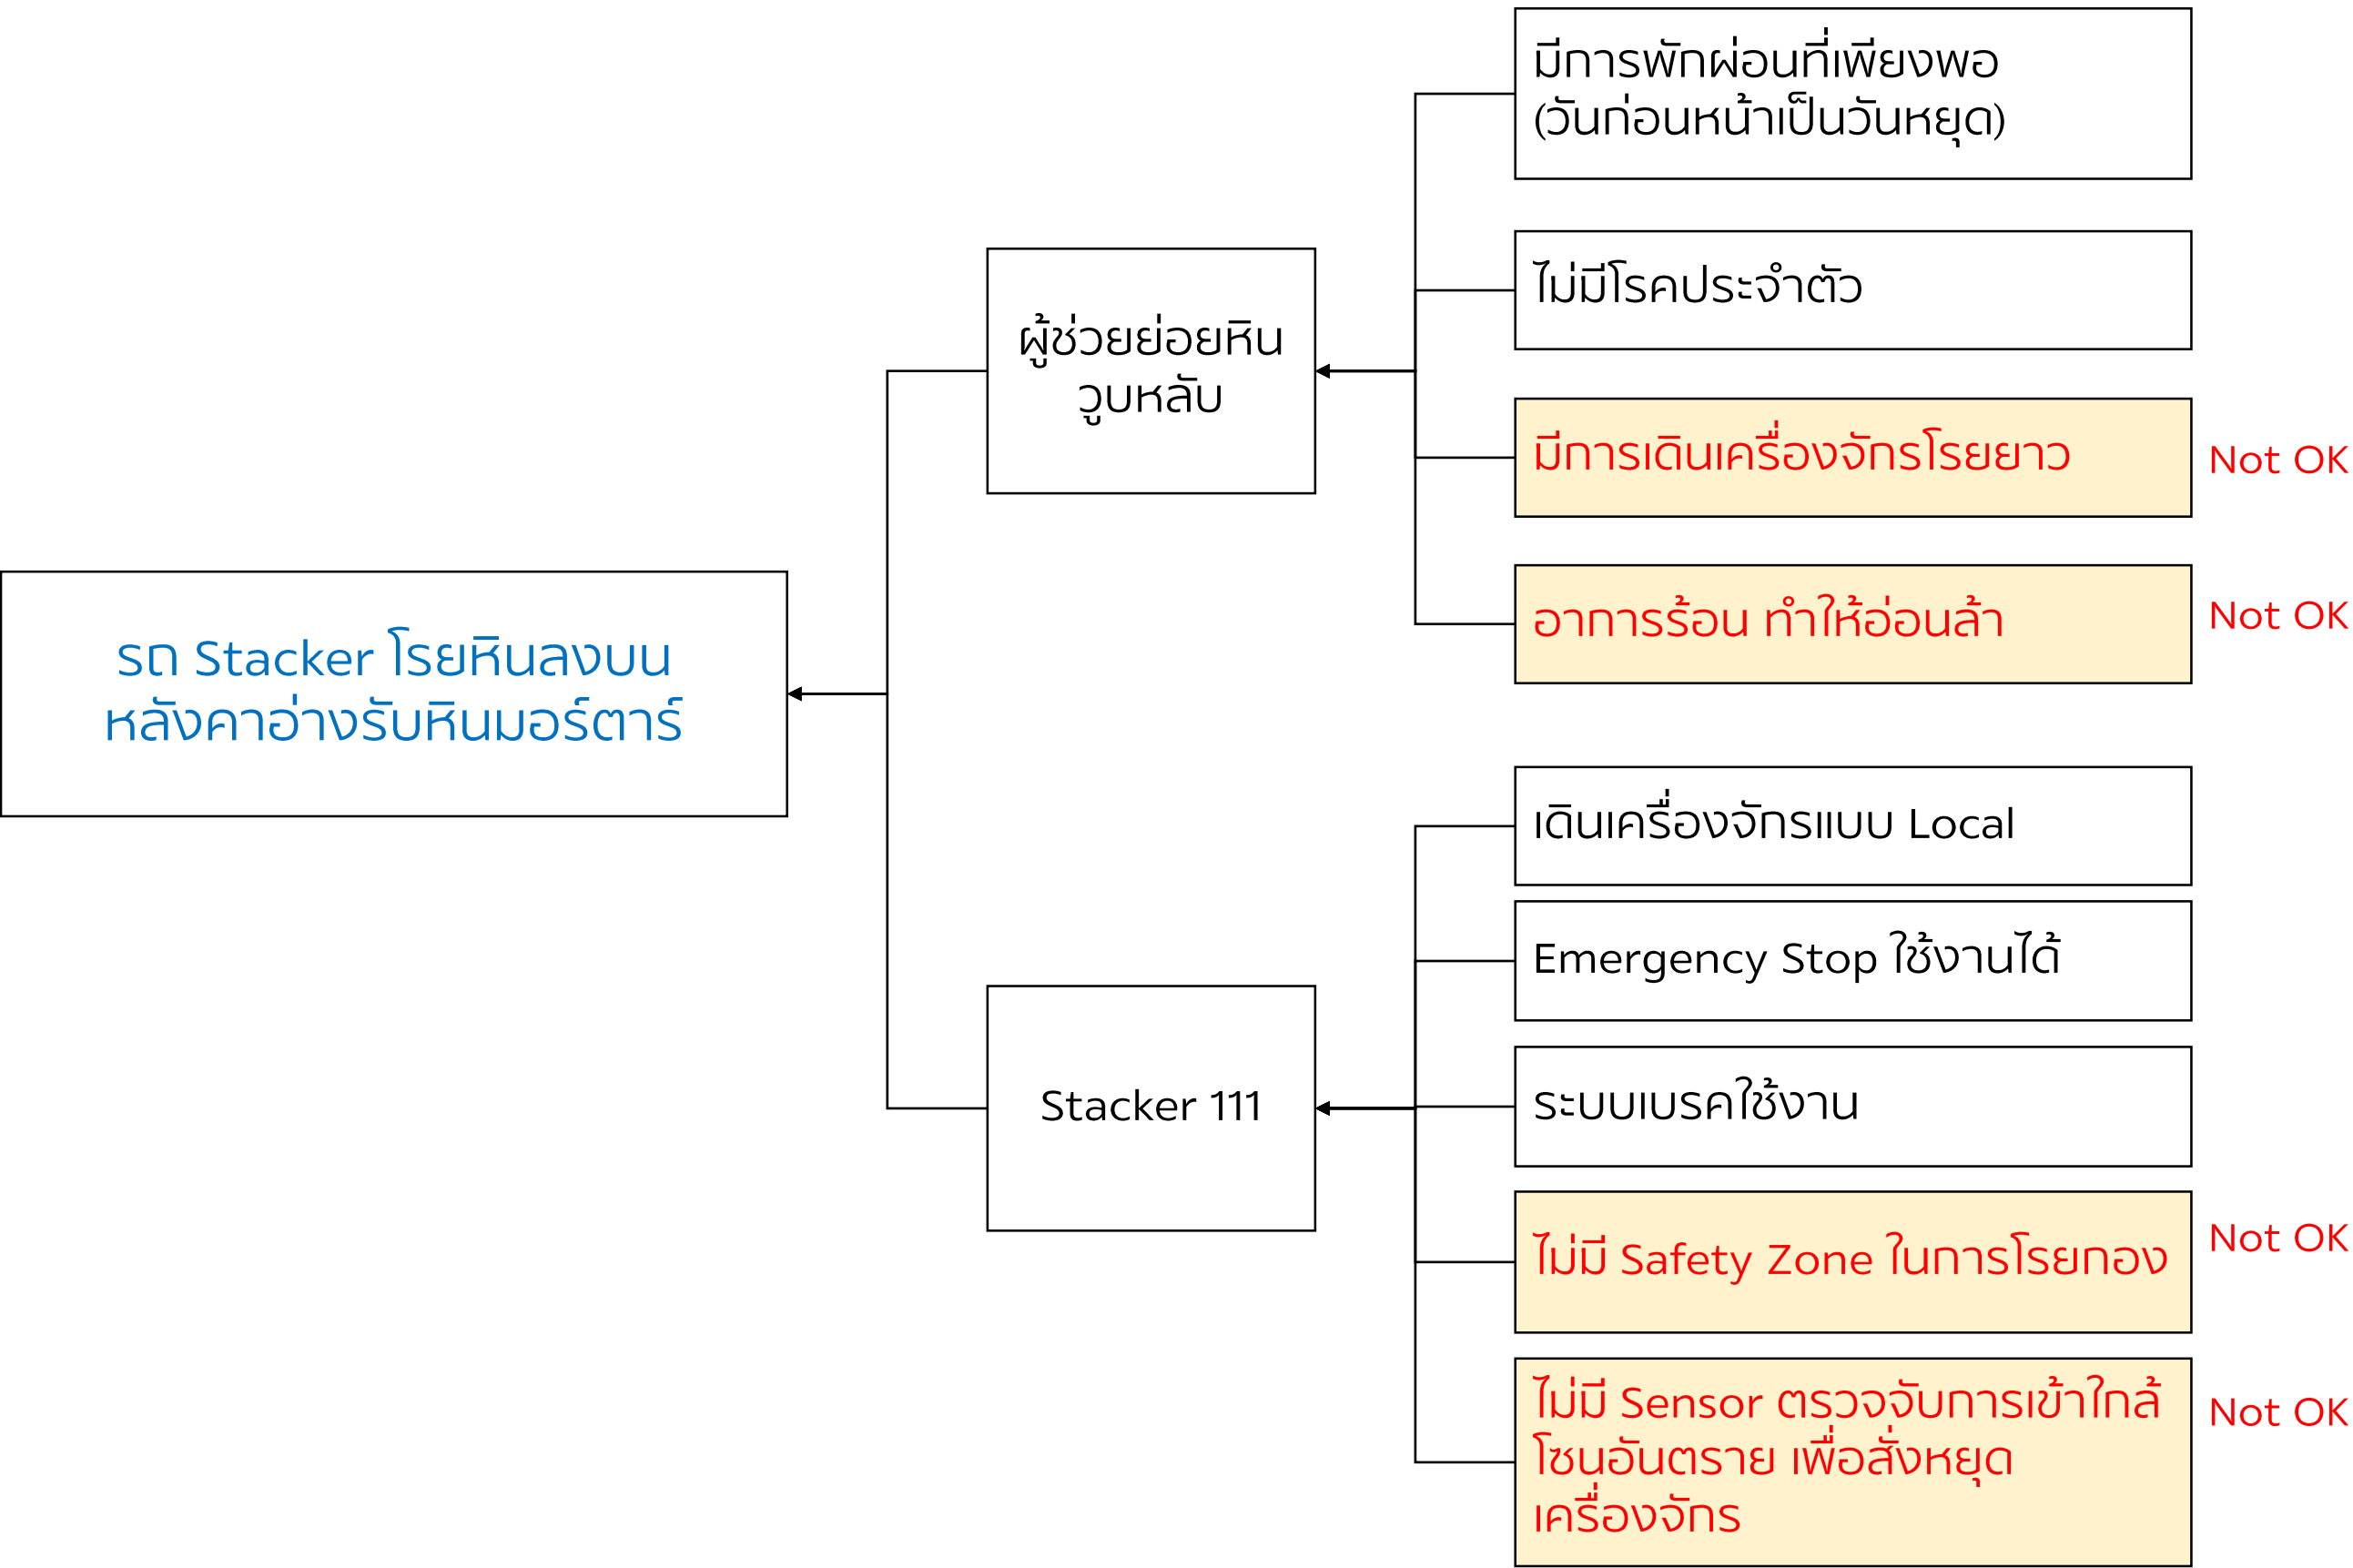 มีการพักผ่อนที่เพียงพอ
(วันก่อนหน้าเป็นวันหยุด)
ไม่มีโรคประจำตัว
ผู้ช่วยย่อยหิน
วูบหลับ
มีการเดินเครื่องจักรโรยยาว
Not OK
อาการร้อน ทำให้อ่อนล้า
Not OK
รถ Stacker โรยหินลงบน
หลังคาอ่างรับหินมอร์ตาร์
เดินเครื่องจักรแบบ Local
Emergency Stop ใช้งานได้
Stacker 111
ระบบเบรคใช้งาน
ไม่มี Safety Zone ในการโรยกอง
Not OK
ไม่มี Sensor ตรวจจับการเข้าใกล้
โซนอันตราย เพื่อสั่งหยุด
เครื่องจักร
Not OK